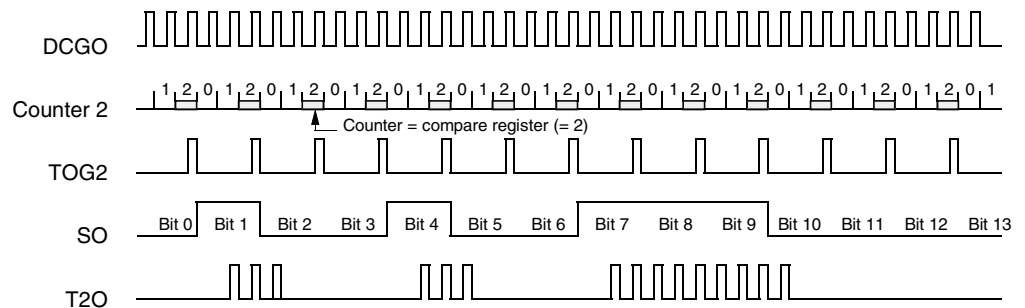 DCGO
Counter 2
1 2 0 1 2 0 1 2 0 1 2 0 1 2 0 1 2 0 1 2 0 1 2 0 1 2 0 1 2 0 1 2 0 1 2 0 1 2 0 1
Counter = compare register (= 2)
TOG2
SO
Bit 0 Bit 1 Bit 2 Bit 3 Bit 4 Bit 5 Bit 6 Bit 7 Bit 8 Bit 9 Bit 10 Bit 11 Bit 12 Bit 13
T2O